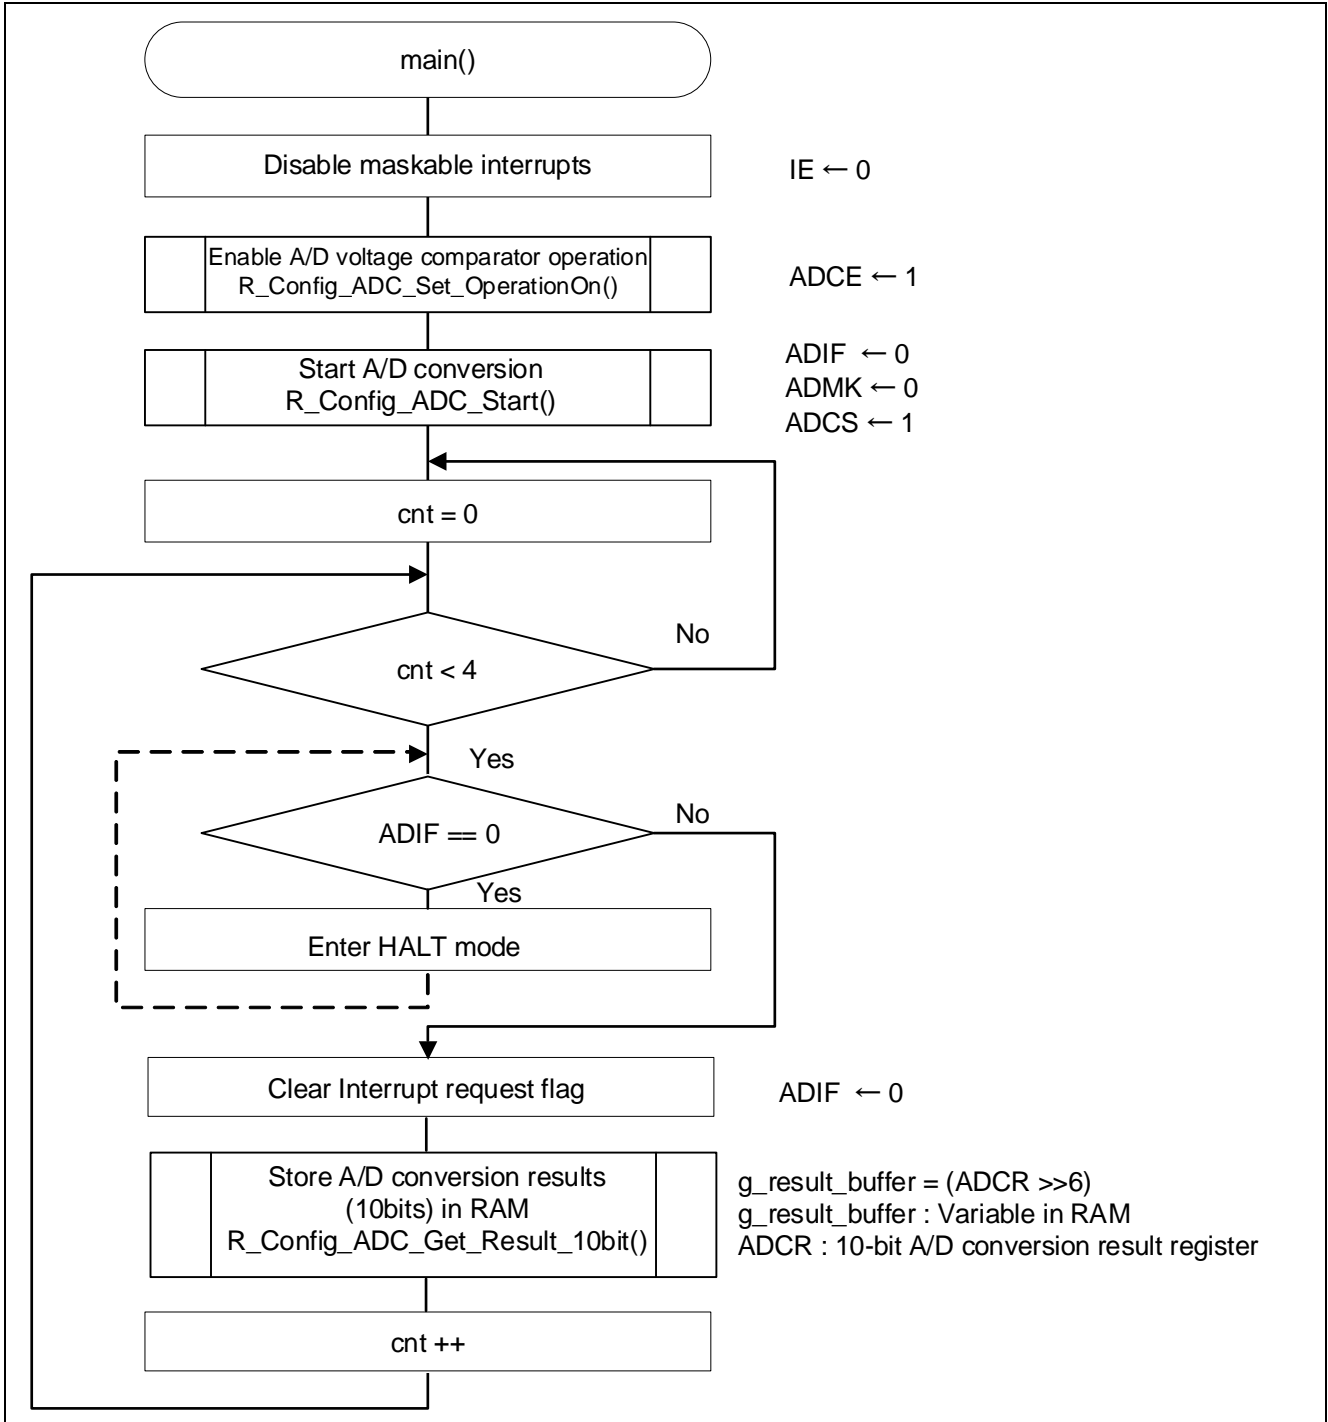 main()
Disable maskable interrupts
IE ← 0
Enable A/D voltage comparator operation
R_Config_ADC_Set_OperationOn()
ADCE ← 1
Start A/D conversion
R_Config_ADC_Start()
ADIF ← 0
ADMK ← 0
ADCS ← 1
cnt = 0
cnt < 4
No
Yes
ADIF == 0
No
Yes
Enter HALT mode
Clear Interrupt request flag
ADIF ← 0
Store A/D conversion results
(10bits) in RAM
R_Config_ADC_Get_Result_10bit()
g_result_buffer = (ADCR >>6)
g_result_buffer : Variable in RAM
ADCR : 10-bit A/D conversion result register
cnt ++